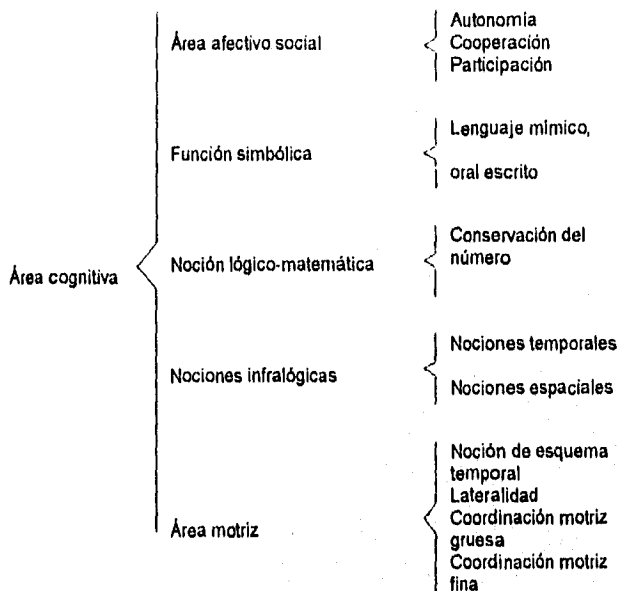 Área afectivo social
Autonomía
Cooperación
Participación
Función simbólica
Lenguaje mímico,
oral escrito
Área cognitiva
Noción lógico-matemática
Conservación del
número
Nociones infralógicas
Nociones temporales
Nociones espaciales
Área motriz
Noción de esquema
temporal
Lateralidad
Coordinación motriz
gruesa
Coordinación motriz
fina